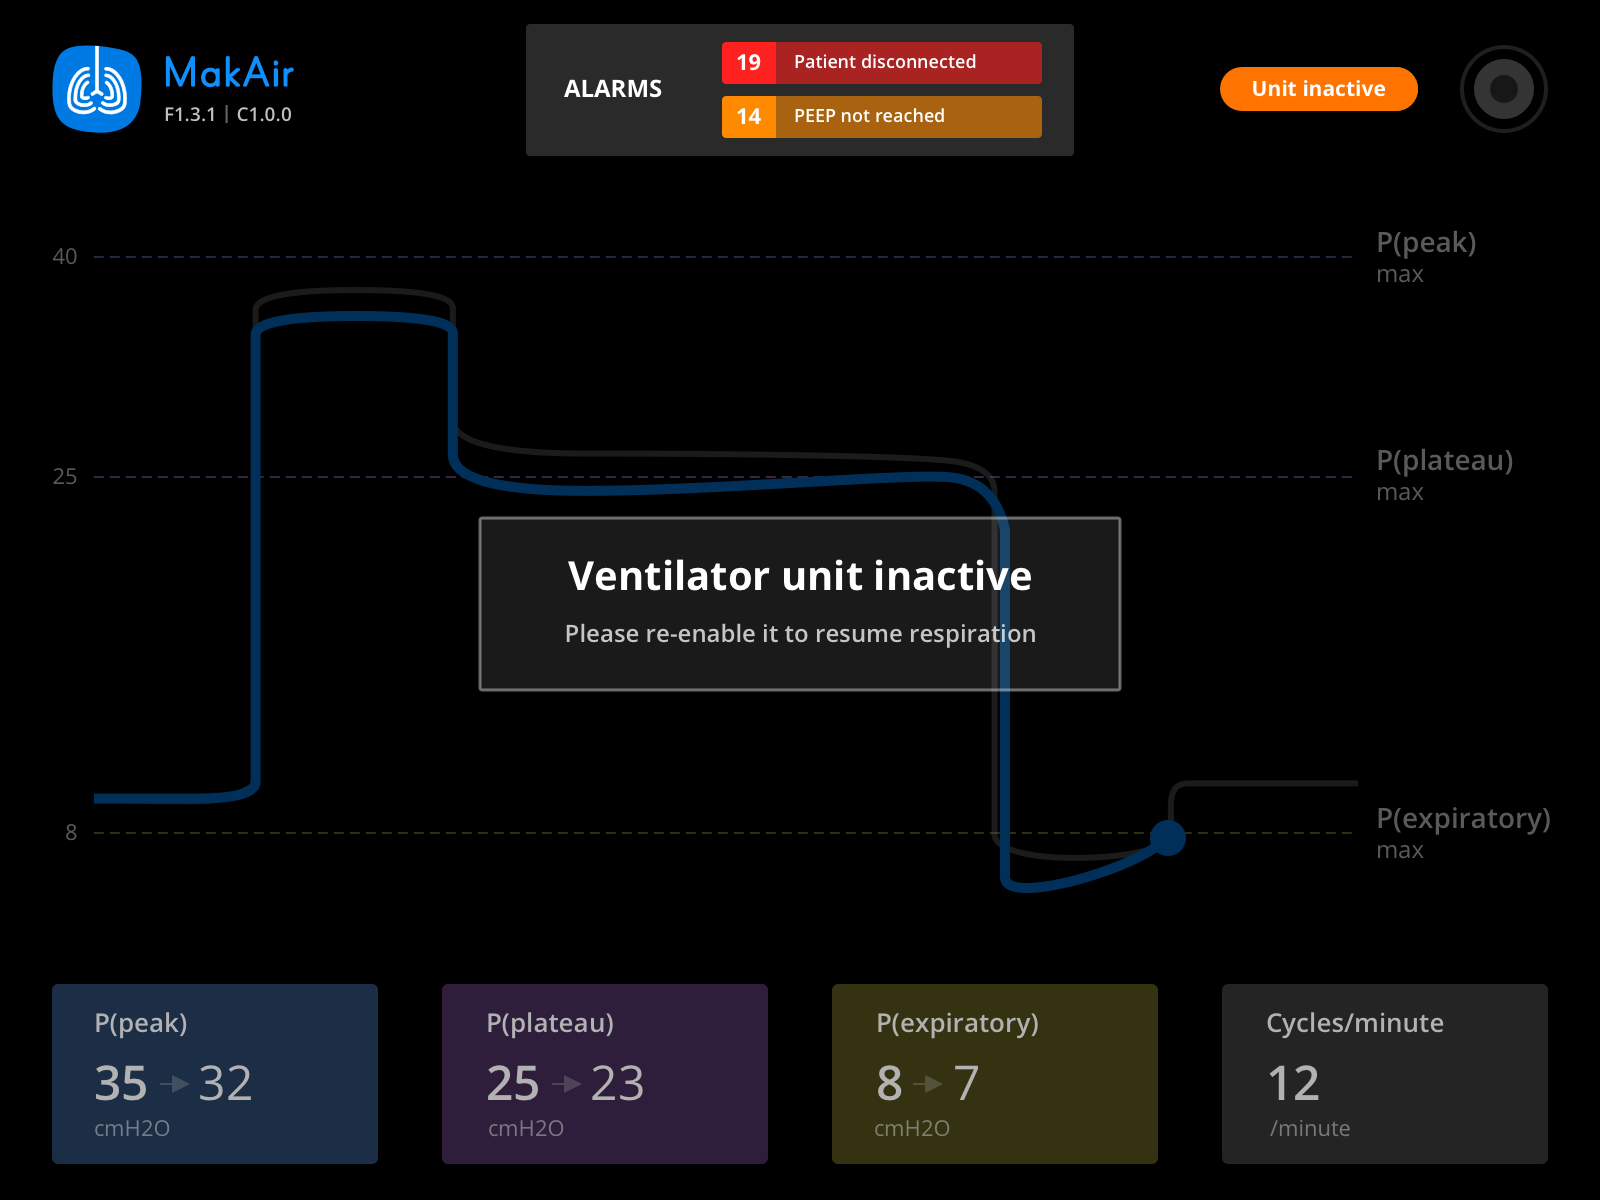 MakAir
F1.3.1 | C1.0.0
ALARMS
19 Patient disconnected
14 PEEP not reached
Unit inactive
40
P(peak)
max
25
P(plateau)
max
Ventilator unit inactive
Please re-enable it to resume respiration
8
P(expiratory)
max
P(peak)
35 32
cmH2O
P(plateau)
25 23
cmH2O
P(expiratory)
8 7
cmH2O
Cycles/minute
12
/minute